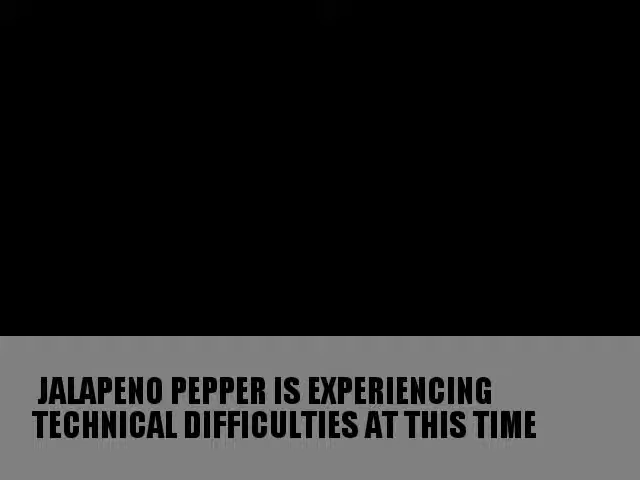 JALAPENO PEPPER IS EXPERIENCING
TECHNICAL DIFFICULTIES AT THIS TIME